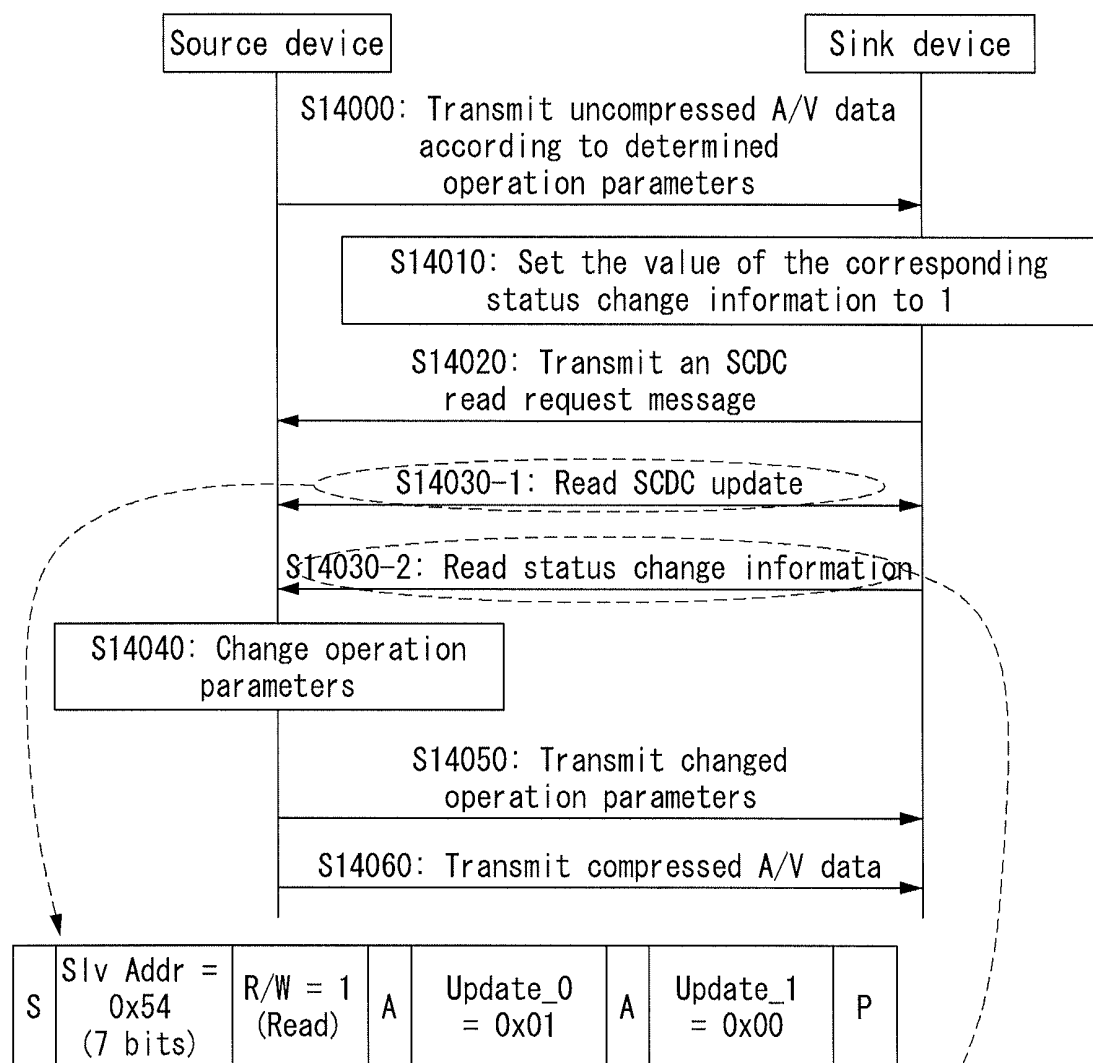 Source device
Sink device
S14000: Transmit uncompressed A/V data
according to determined
operation parameters
S14010: Set the value of the corresponding
status change information to 1
S14020: Transmit an SCDC
read request message
S14030-1: Read SCDC update
S14030-2: Read status change information
S14040: Change operation
parameters
S14050: Transmit changed
operation parameters
S14060: Transmit compressed A/V data
S
Slv Addr =
0x54
(7 bits)
R/W = 1
(Read)
A
Update_0
= 0x01
A
Update_1
= 0x00
P